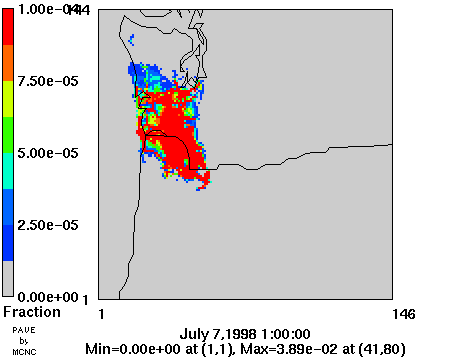 1.00e-04
144
7.50e-05
5.00e-05
2.50e-05
0.00e+00
1
Fraction
PAVE
by
MCNC
1
146
July 7,1998 1:00:00
Min=0.00e+00 at (1,1), Max=3.89e-02 at (41,80)